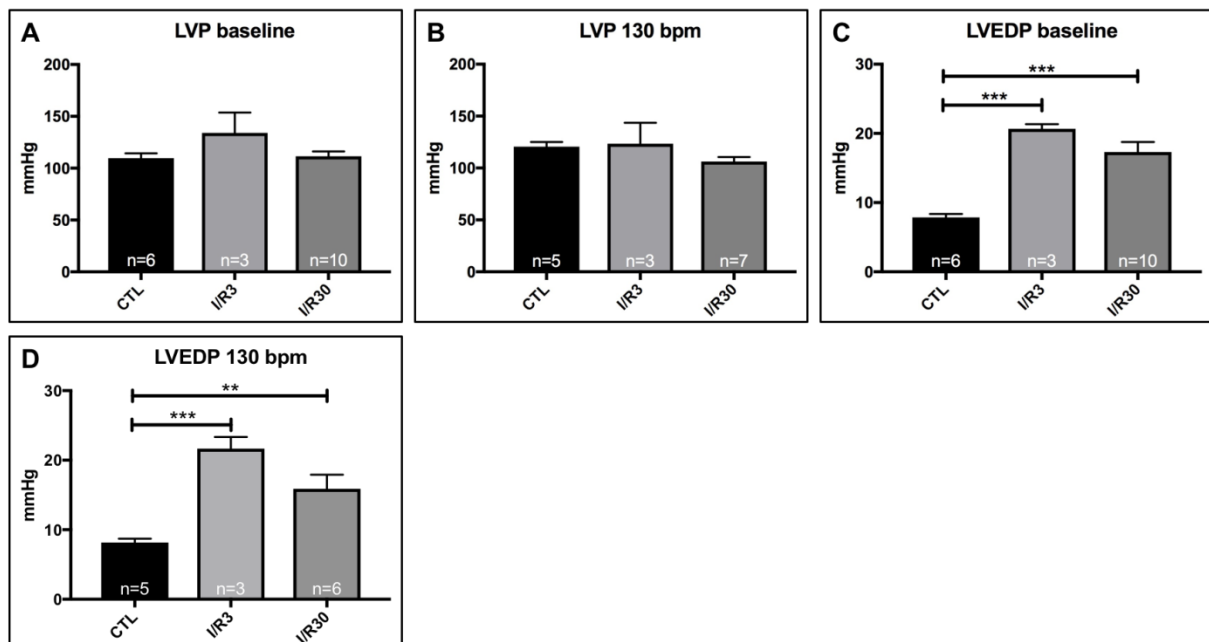 A
LVP baseline
200
150
100
50
0
mmHg
n=6
n=3
n=10
CTL
I/R3
I/R30
B
LVP 130 bpm
200
150
100
50
0
mmHg
n=5
n=3
n=7
CTL
I/R3
I/R30
C
LVEDP baseline
30
20
10
0
mmHg
***
***
n=6
n=3
n=10
CTL
I/R3
I/R30
D
LVEDP 130 bpm
30
20
10
0
mmHg
**
***
n=5
n=3
n=6
CTL
I/R3
I/R30